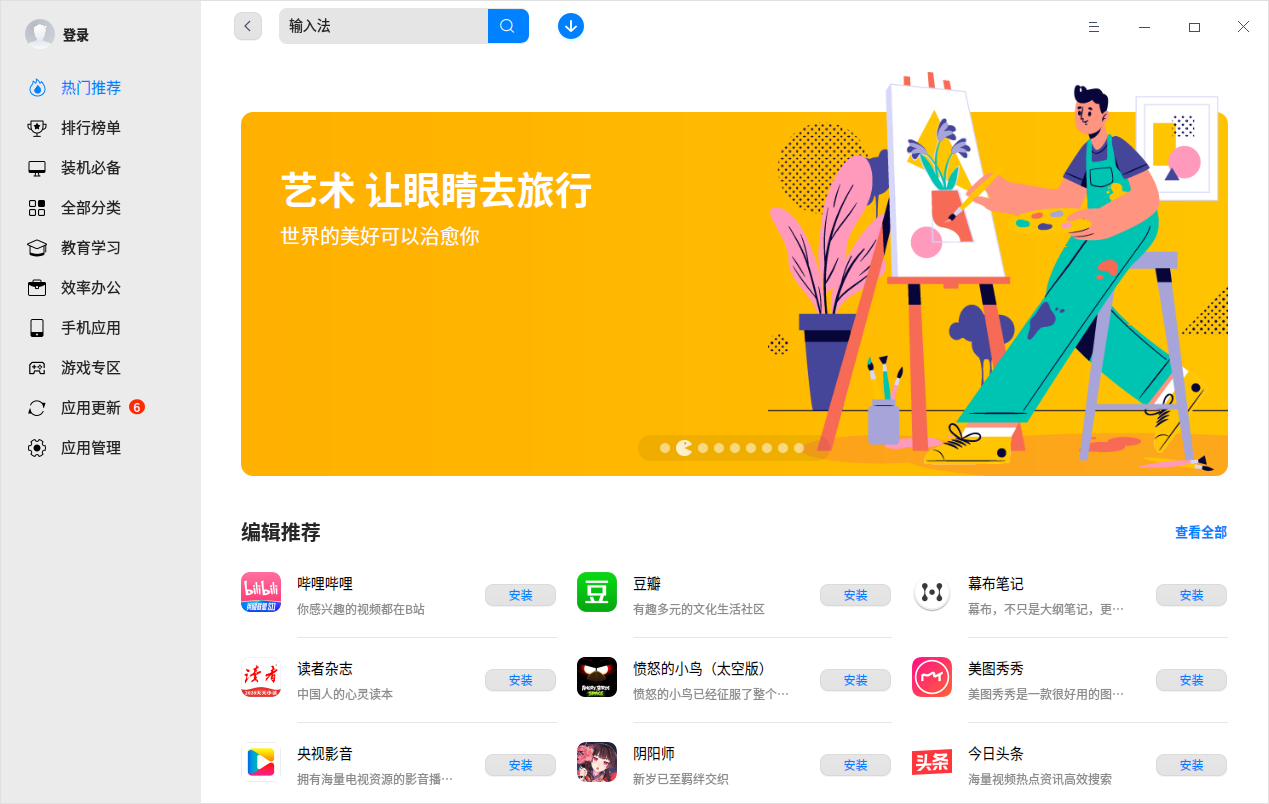 登录
输入法
热门推荐
排行榜单
装机必备
全部分类
教育学习
效率办公
手机应用
游戏专区
应用更新 6
应用管理
艺术 让眼睛去旅行
世界的美好可以治愈你
编辑推荐 查看全部
bilibili
哔哩哔哩
你感兴趣的视频都在B站
安装
豆
豆瓣
有趣多元的文化生活社区
安装
幕布笔记
幕布，不只是大纲笔记，更…
安装
读者
读者杂志
中国人的心灵读本
安装
ANGRY BIRDS SPACE
愤怒的小鸟（太空版）
愤怒的小鸟已经征服了整个…
安装
美图秀秀
美图秀秀是一款很好用的图…
安装
央视影音
拥有海量电视资源的影音播…
安装
阴阳师
新岁已至羁绊交织
安装
头条
今日头条
海量视频热点资讯高效搜索
安装